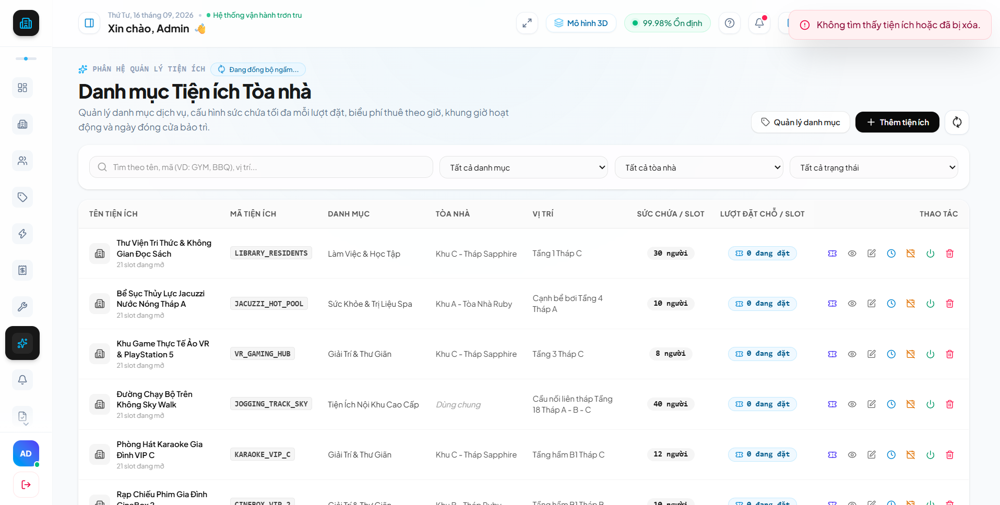 Thứ Tư, 16 tháng 09, 2026 • Hệ thống vận hành trơn tru
Xin chào, Admin 👋
Mô hình 3D
99.98% Ổn định
Không tìm thấy tiện ích hoặc đã bị xóa.
PHÂN HỆ QUẢN LÝ TIỆN ÍCH
Đang đồng bộ ngầm...
Danh mục Tiện ích Tòa nhà
Quản lý danh mục dịch vụ, cấu hình sức chứa tối đa mỗi lượt đặt, biểu phí thuê theo giờ, khung giờ hoạt
động và ngày đóng cửa bảo trì.
Quản lý danh mục
Thêm tiện ích
Tìm theo tên, mã (VD: GYM, BBQ), vị trí...
Tất cả danh mục
Tất cả tòa nhà
Tất cả trạng thái
TÊN TIỆN ÍCH MÃ TIỆN ÍCH DANH MỤC TÒA NHÀ VỊ TRÍ SỨC CHỨA / SLOT LƯỢT ĐẶT CHỖ / SLOT THAO TÁC
Thư Viện Tri Thức & Không
Gian Đọc Sách
21 slot đang mở
LIBRARY_RESIDENTS
Làm Việc & Học Tập
Khu C - Tháp Sapphire
Tầng 1 Tháp C
30 người
0 đang đặt
Bể Sục Thủy Lực Jacuzzi
Nước Nóng Tháp A
21 slot đang mở
JACUZZI_HOT_POOL
Sức Khỏe & Trị Liệu Spa
Khu A - Tòa Nhà Ruby
Cạnh bể bơi Tầng 4
Tháp A
10 người
0 đang đặt
Khu Game Thực Tế Ảo VR
& PlayStation 5
21 slot đang mở
VR_GAMING_HUB
Giải Trí & Thư Giãn
Khu C - Tháp Sapphire
Tầng 3 Tháp C
8 người
0 đang đặt
Đường Chạy Bộ Trên
Không Sky Walk
21 slot đang mở
JOGGING_TRACK_SKY
Tiện Ích Nội Khu Cao Cấp
Dùng chung
Cầu nối liên tháp Tầng
18 Tháp A - B - C
40 người
0 đang đặt
Phòng Hát Karaoke Gia
Đình VIP C
21 slot đang mở
KARAOKE_VIP_C
Giải Trí & Thư Giãn
Khu C - Tháp Sapphire
Tầng hầm B1 Tháp C
12 người
0 đang đặt
Rạp Chiếu Phim Gia Đình
CineBox 2
CINEBOX_VIP_2
Giải Trí & Thư Giãn
Khu B - Tháp Ruby
Tầng hầm B1 Tháp B
10 người
0 đang đặt
AD